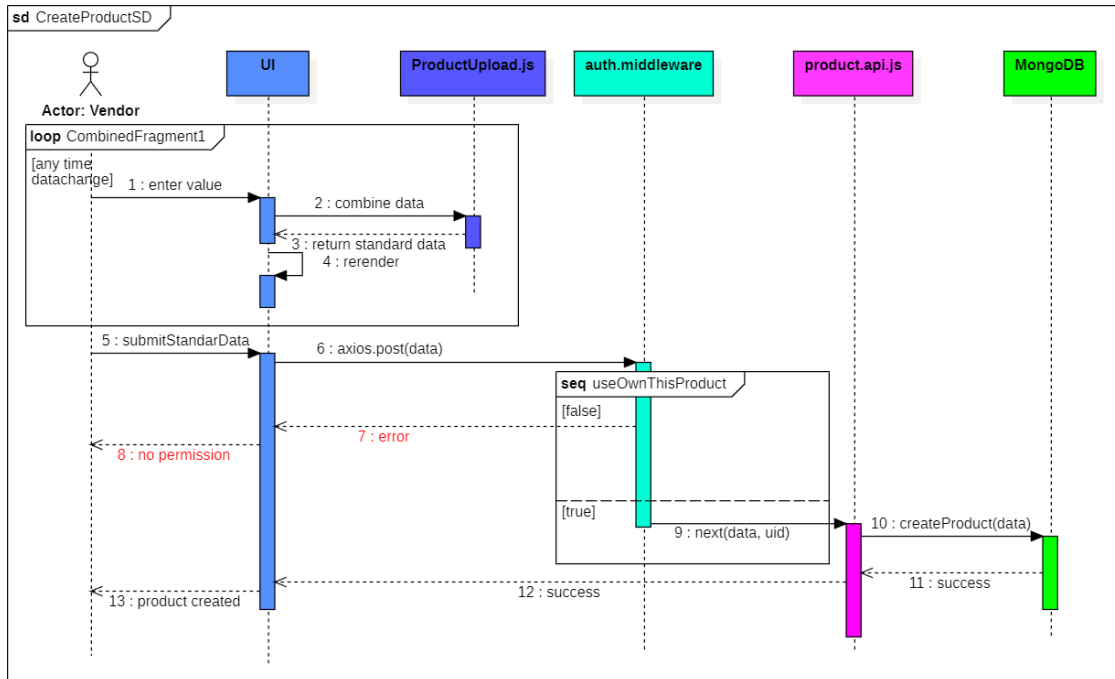 sd CreateProductSD
Actor: Vendor
UI
ProductUpload.js
auth.middleware
product.api.js
MongoDB
loop CombinedFragment1
[any time
datachange]
1 : enter value
2 : combine data
3 : return standard data
4 : rerender
5 : submitStandarData
6 : axios.post(data)
seq useOwnThisProduct
[false]
7 : error
8 : no permission
[true]
9 : next(data, uid)
10 : createProduct(data)
11 : success
12 : success
13 : product created